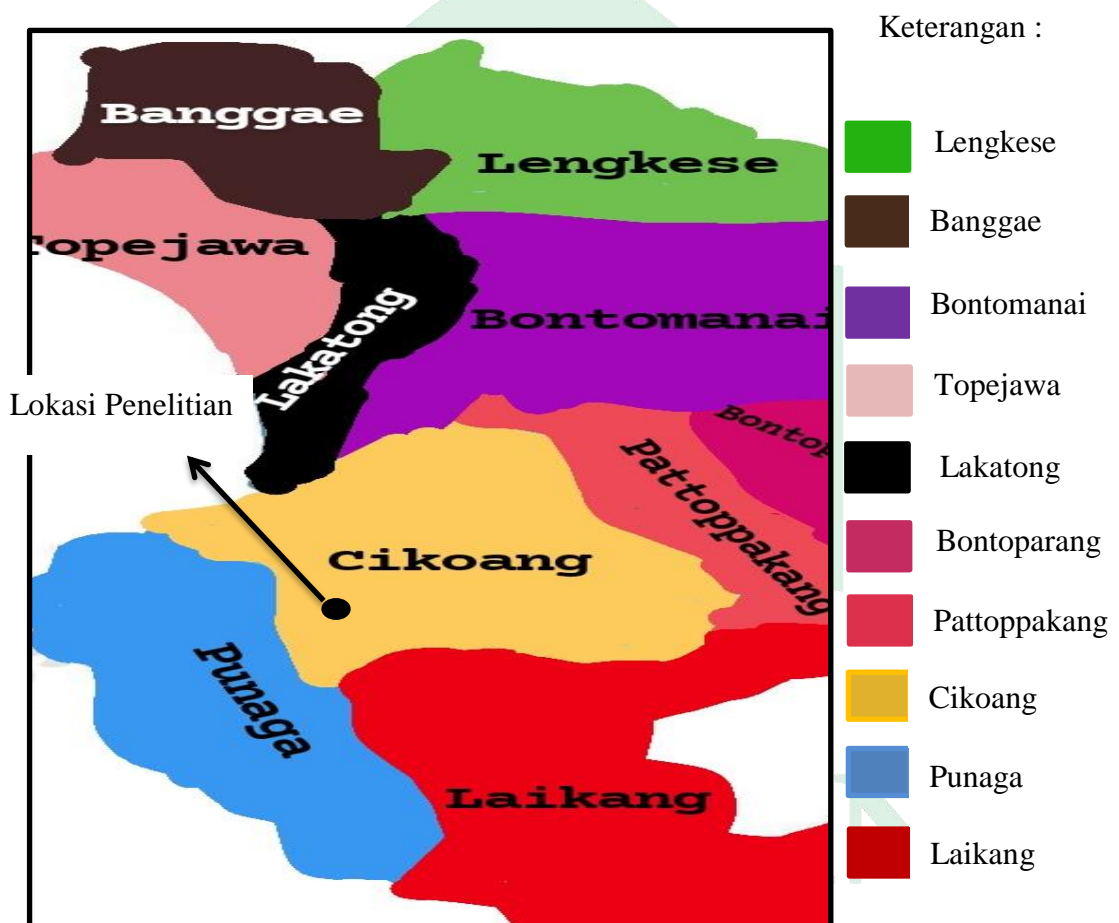 Keterangan :
Banggae
Lengkese
Topejawa
Lakatong
Bontomanai
Lokasi Penelitian
Bontop
Pattoppakang
Cikoang
Punaga
Laikang
Lengkese
Banggae
Bontomanai
Topejawa
Lakatong
Bontoparang
Pattoppakang
Cikoang
Punaga
Laikang